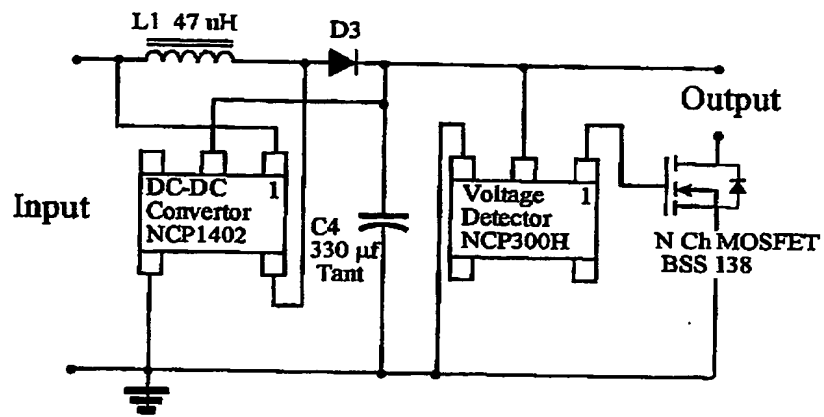 L1 47 uH
D3
Output
Input
DC-DC 1
Convertor
NCP1402
C4
330 µf
Tant
Voltage 1
Detector
NCP300H
N Ch MOSFET
BSS 138